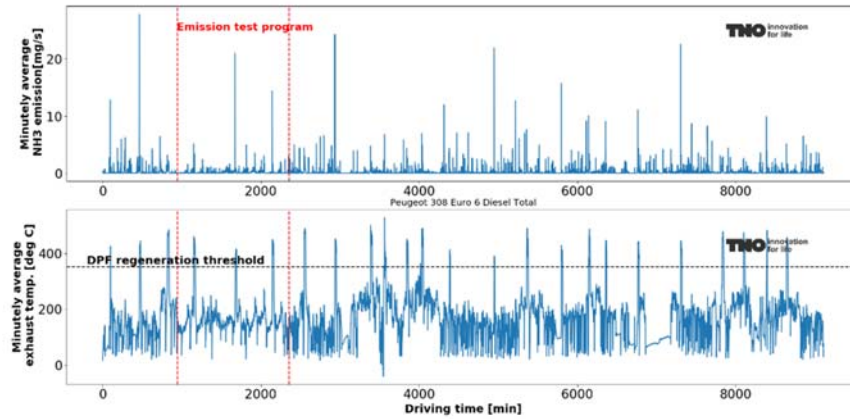 Emission test program
TNO innovation
for life
Minutely average
NH3 emission[mg/s]
20
10
0
0
2000
4000
6000
8000
Peugeot 308 Euro 6 Diesel Total
TNO innovation
for life
DPF regeneration threshold
Minutely average
exhaust temp. [deg C]
400
200
0
0
2000
4000
6000
8000
Driving time [min]